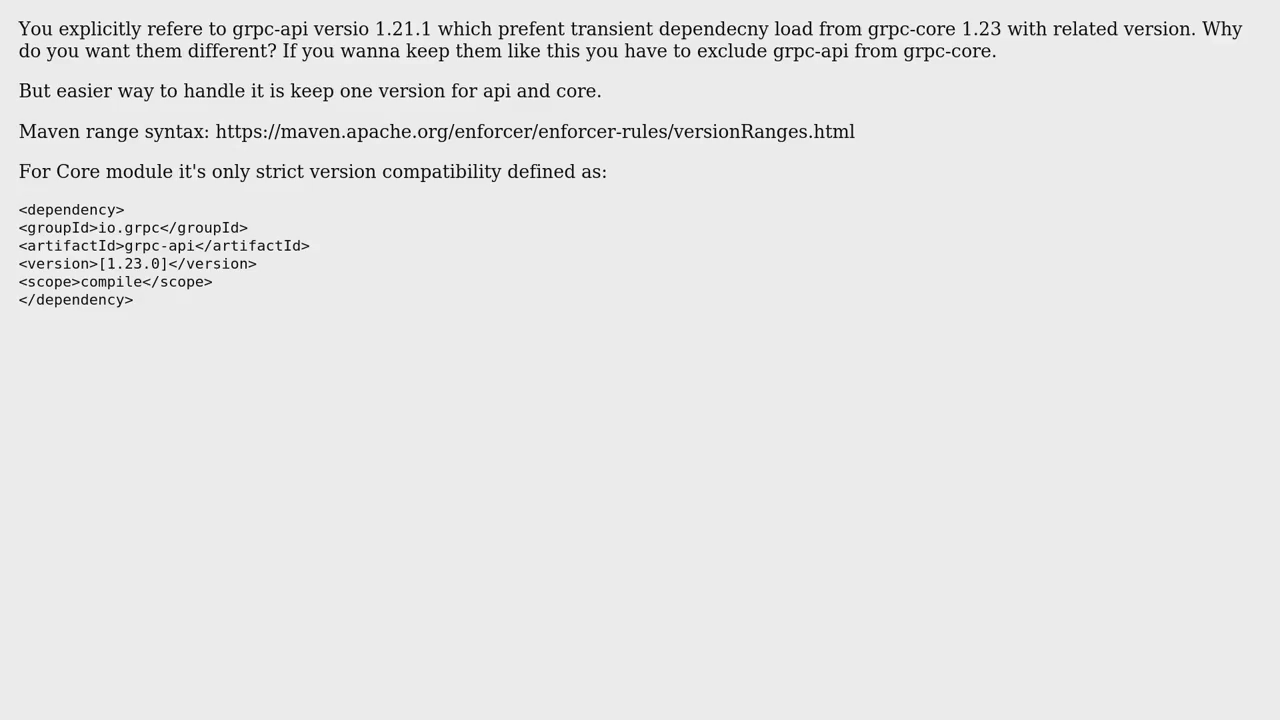 You explicitly refere to grpc-api versio 1.21.1 which prefent transient dependecny load from grpc-core 1.23 with related version. Why
do you want them different? If you wanna keep them like this you have to exclude grpc-api from grpc-core.
But easier way to handle it is keep one version for api and core.
Maven range syntax: https://maven.apache.org/enforcer/enforcer-rules/versionRanges.html
For Core module it's only strict version compatibility defined as:
<dependency>
<groupId>io.grpc</groupId>
<artifactId>grpc-api</artifactId>
<version>[1.23.0]</version>
<scope>compile</scope>
</dependency>